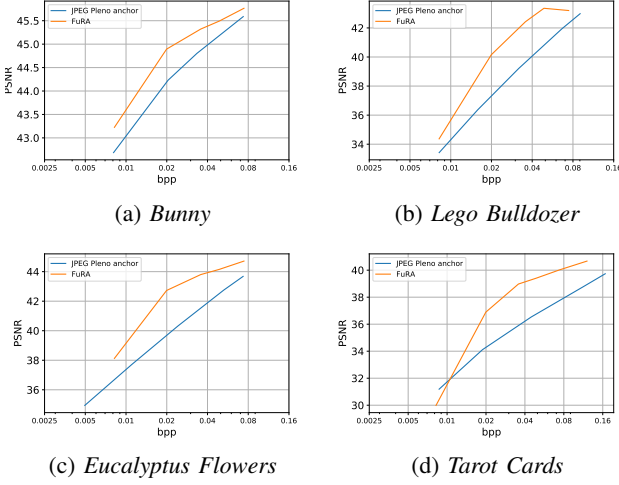 JPEG Pleno anchor
FuRA
45.5
45.0
44.5
44.0
43.5
43.0
PSNR
0.0025
0.005
0.01
0.02
0.04
0.08
0.16
bpp
(a) Bunny
JPEG Pleno anchor
FuRA
42
40
38
36
34
PSNR
0.0025
0.005
0.01
0.02
0.04
0.08
0.16
bpp
(b) Lego Bulldozer
JPEG Pleno anchor
FuRA
44
42
40
38
36
PSNR
0.0025
0.005
0.01
0.02
0.04
0.08
0.16
bpp
(c) Eucalyptus Flowers
JPEG Pleno anchor
FuRA
40
38
36
34
32
30
PSNR
0.0025
0.005
0.01
0.02
0.04
0.08
0.16
bpp
(d) Tarot Cards